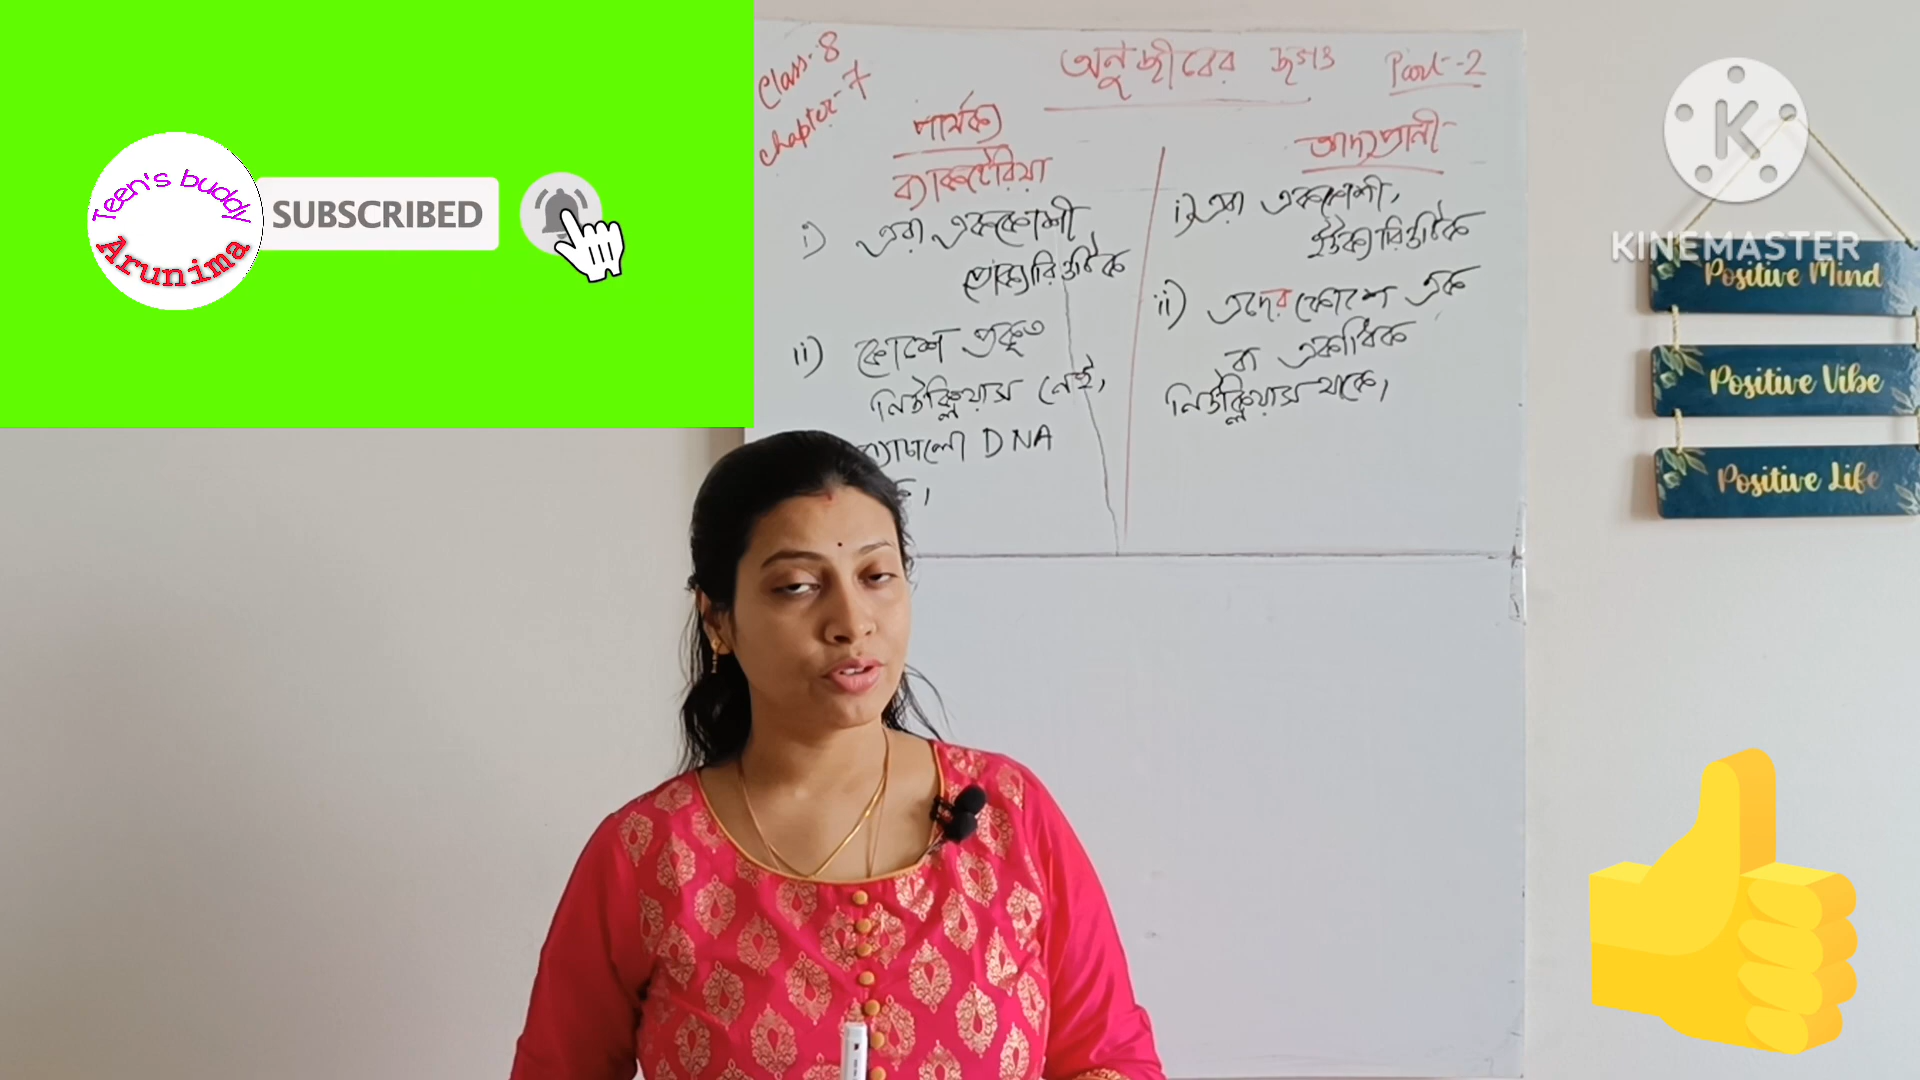 Teen's buddy
Arunima
SUBSCRIBED
Class-8
chapter-7
অনুজীবের জগৎ Part-2
পার্থক্য
ব্যাকটেরিয়া
i) এরা এককোশী
প্রোক্যারিওটিক
ii) কোশে প্রকৃত
নিউক্লিয়াস নেই,
প্যাঁচালো DNA
আদ্যপ্রানী
i) এরা এককোশী,
ইউক্যারিওটিক
ii) এদের কোশে এক
বা একাধিক
নিউক্লিয়াস থাকে।
K
KINEMASTER
Positive Mind
Positive Vibe
Positive Life